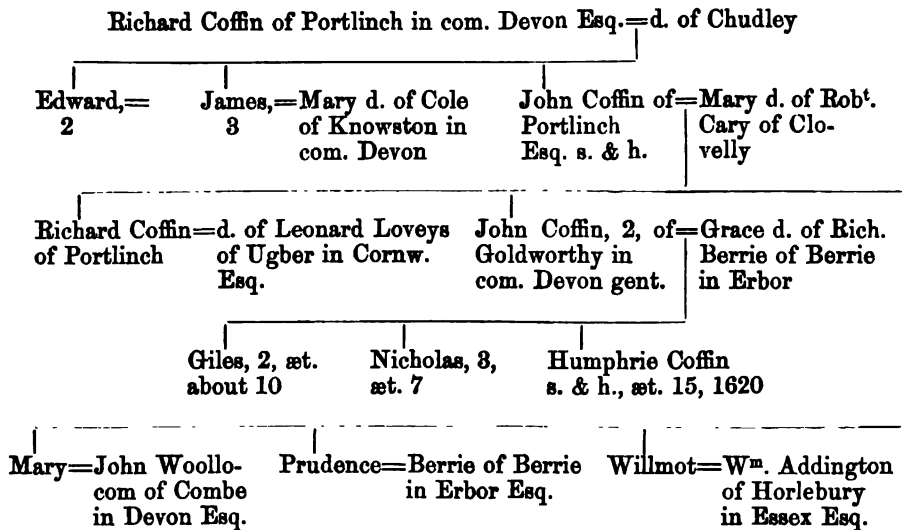 Richard Coffin of Portlinch in com. Devon Esq.=d. of Chudley
Edward,=
2
James,=Mary d. of Cole
3 of Knowston in
com. Devon
John Coffin of=Mary d. of Robt.
Portlinch Cary of Clo-
Esq. s. & h. velly
Richard Coffin=d. of Leonard Loveys
of Portlinch of Ugber in Cornw.
Esq.
John Coffin, 2, of=Grace d. of Rich.
Goldworthy in Berrie of Berrie
com. Devon gent. in Erbor
Giles, 2, æt.
about 10
Nicholas, 3,
æt. 7
Humphrie Coffin
s. & h., æt. 15, 1620
Mary=John Woollo-
com of Combe
in Devon Esq.
Prudence=Berrie of Berrie
in Erbor Esq.
Willmot=Wm. Addington
of Horlebury
in Essex Esq.